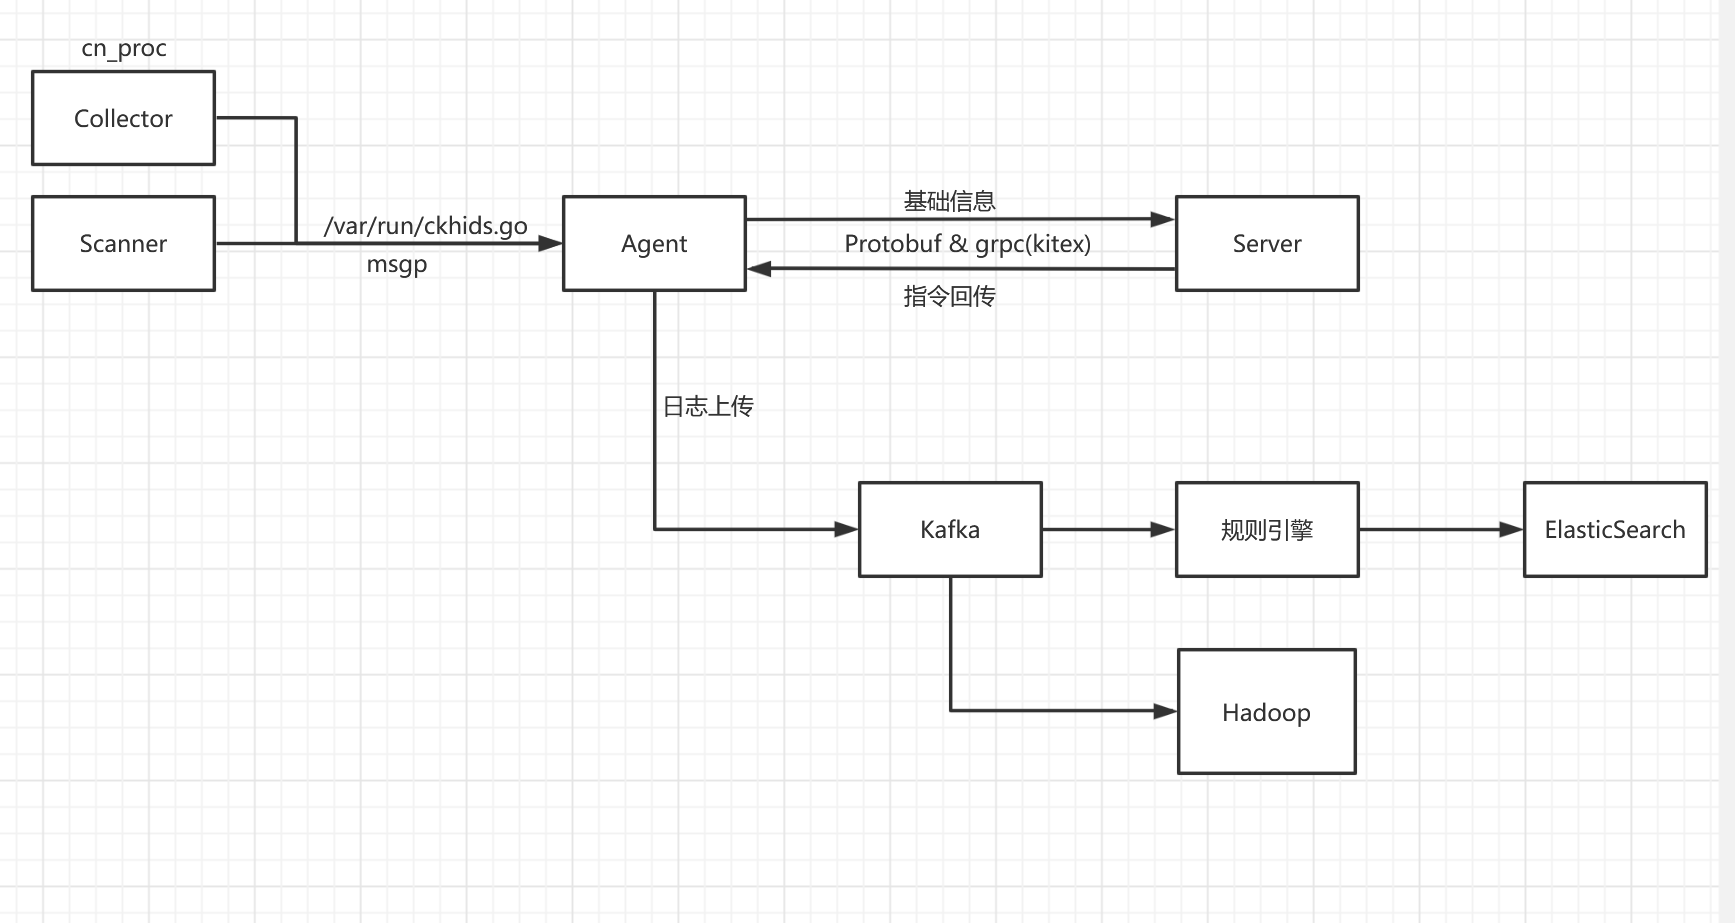 cn_proc
Collector
Scanner
/var/run/ckhids.go
msgp
Agent
基础信息
Protobuf & grpc(kitex)
指令回传
Server
日志上传
Kafka
规则引擎
ElasticSearch
Hadoop